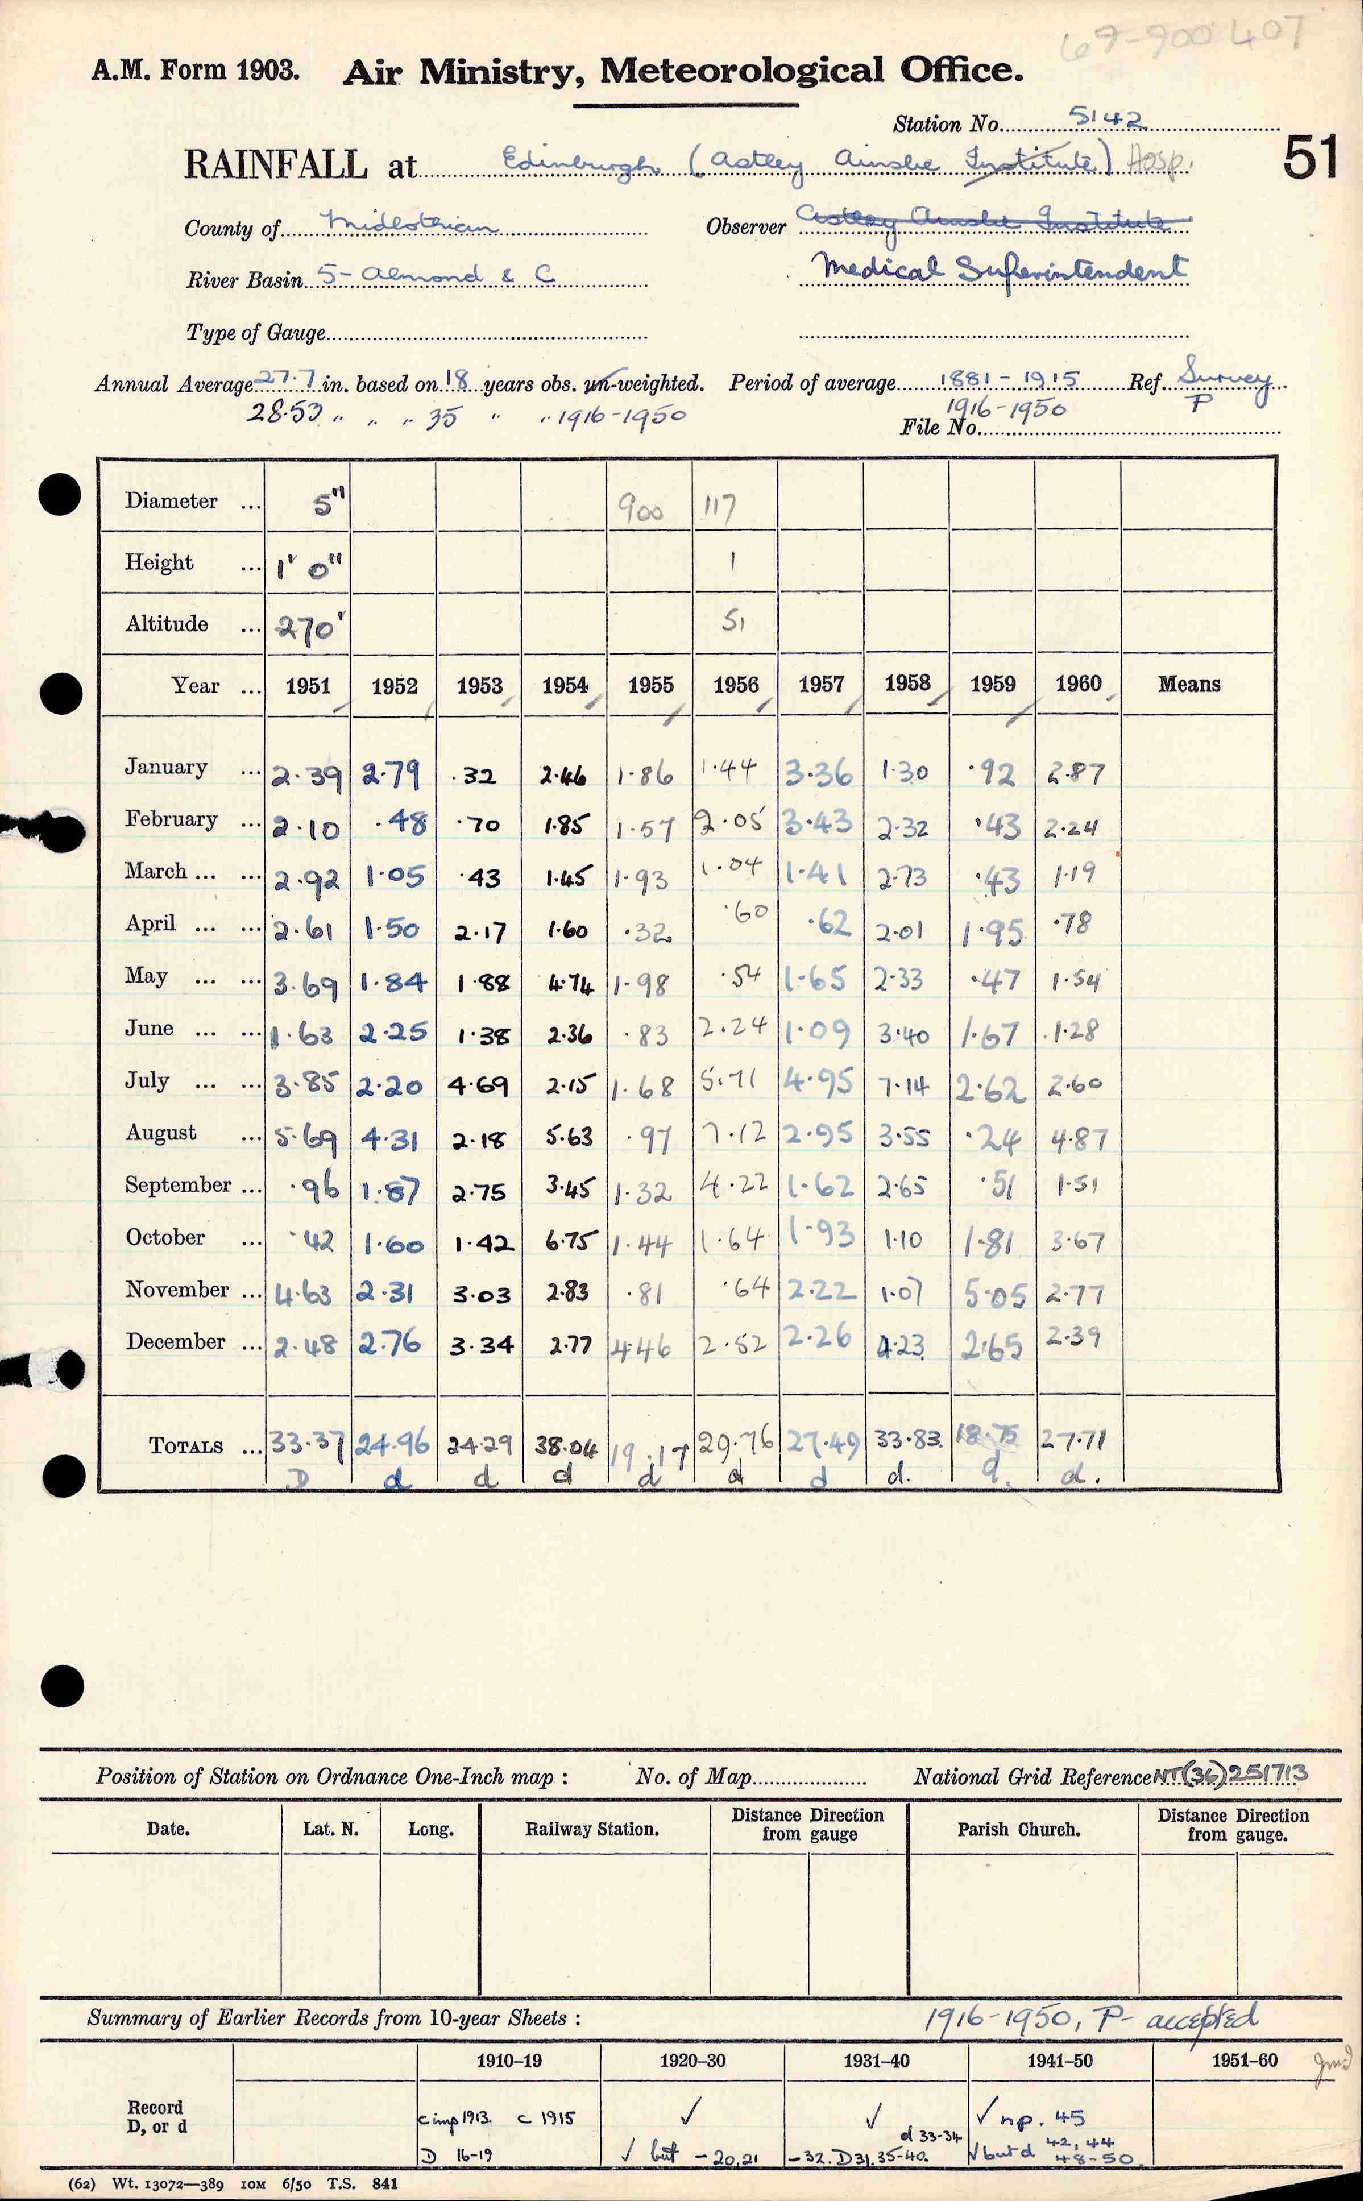 69-900407
A.M. Form 1903. Air Ministry, Meteorological Office.
Station No. 5142
RAINFALL at Edinburgh (Astley Ainslie Institute) Hosp. 51
County of Midlothian Observer Astley Ainslie Institute
River Basin 5 - Almond & C Medical Superintendent
Type of Gauge
Annual Average 27.7 in. based on 18 years obs. un-weighted. Period of average 1881-1915 Ref. Survey
28.53 " " " 35 " " 1916-1950 1916-1950 P
File No.
Diameter ... 5" 900 117
Height ... 1' 0" 1
Altitude ... 270' 51
Year ... 1951 1952 1953 1954 1955 1956 1957 1958 1959 1960 Means
January ... 2.39 2.79 .32 2.46 1.86 1.44 3.36 1.30 .92 2.87
February ... 2.10 .48 .70 1.85 1.57 2.05 3.43 2.32 .43 2.24
March ... ... 2.92 1.05 .43 1.45 1.93 1.04 1.41 2.73 .43 1.19
April ... ... 2.61 1.50 2.17 1.60 .32 .60 .62 2.01 1.95 .78
May ... ... 3.69 1.84 1.88 4.74 1.98 .54 1.65 2.33 .47 1.54
June ... ... 1.63 2.25 1.38 2.36 .83 2.24 1.09 3.40 1.67 1.28
July ... ... 3.85 2.20 4.69 2.15 1.68 5.71 4.95 7.14 2.62 2.60
August ... 5.69 4.31 2.18 5.63 .97 7.12 2.95 3.55 .24 4.87
September ... .96 1.87 2.75 3.45 1.32 4.22 1.62 2.65 .51 1.51
October ... .42 1.60 1.42 6.75 1.44 1.64 1.93 1.10 1.81 3.67
November ... 4.63 2.31 3.03 2.83 .81 .64 2.22 1.07 5.05 2.77
December ... 2.48 2.76 3.34 2.77 4.46 2.52 2.26 4.23 2.65 2.39
TOTALS ... 33.37 24.96 24.29 38.04 19.17 29.76 27.49 33.83 18.75 27.71
D d d d d d d d. d. d.
Position of Station on Ordnance One-Inch map : No. of Map National Grid Reference NT(36)251713
Date. Lat. N. Long. Railway Station. Distance Direction from gauge Parish Church. Distance Direction from gauge.
Summary of Earlier Records from 10-year Sheets : 1916-1950, P- accepted
1910–19 1920–30 1931–40 1941–50 1951–60
Record D, or d
c imp 1913. c 1915 ✓ ✓ ✓ np. 45
D 16-19 ✓ but -20,21 -32. D31.35-40. d 33-34 ✓ but d 42, 44 48-50
(62) Wt. 13072—389 10M 6/50 T.S. 841